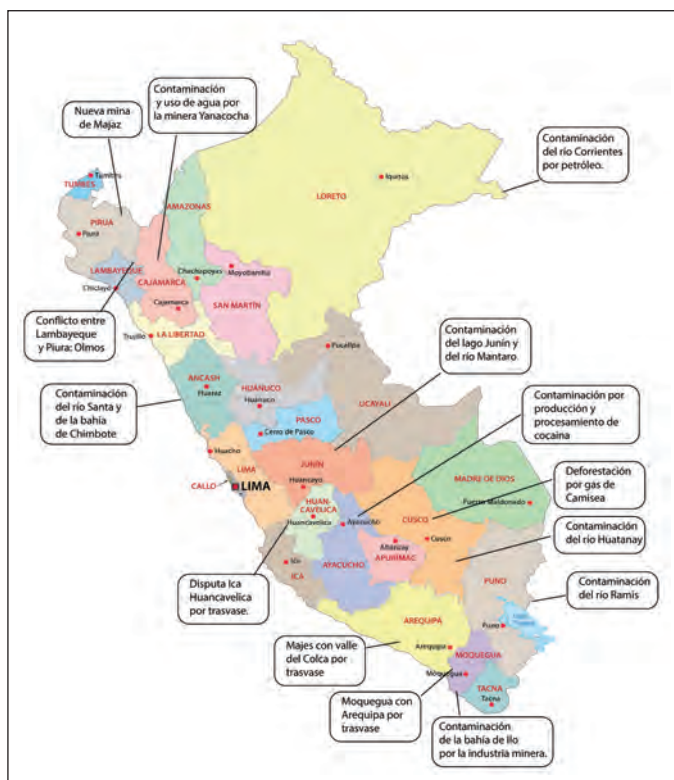 Contaminación
y uso de agua por
la minera Yanacocha
Nueva mina
de Majaz
Contaminación
del río Corrientes
por petróleo.
Tumbes
TUMBES
Iquitos
LORETO
AMAZONAS
PIRUA
Piura
LAMBAYEQUE
Chachapoyas
Moyobamba
CAJAMARCA
Chiclayo
Cajamarca
SAN MARTÍN
Conflicto entre
Lambayeque
y Piura: Olmos
Trujillo
LA LIBERTAD
Contaminación
del lago Junín y
del río Mantaro
Pucallpa
ANCASH
Huaraz
HUÁNUCO
Huánuco
UCAYALI
Contaminación
del río Santa y
de la bahía
de Chimbote
PASCO
Cerro de Pasco
Contaminación por
producción y
procesamiento de
cocaína
Huacho
LIMA
JUNÍN
MADRE DE DIOS
CALLO
LIMA
Huancayo
Deforestación
por gas de
Camisea
Puerto Maldonado
HUAN-
CAVELICA
Huancavelica
Ayacucho
CUSCO
Cusco
Contaminación
del río Huatanay
Abancay
APURÍMAC
AYACUCHO
Ica
ICA
PUNO
Disputa Ica
Huancavelica
por trasvase.
Contaminación
del río Ramis
AREQUIPA
Puno
Majes con valle
del Colca por
trasvase
Arequipa
MOQUEGUA
Moquegua
TACNA
Tacna
Moquegua con
Arequipa por
trasvase
Contaminación
de la bahía de Ilo
por la industria minera.